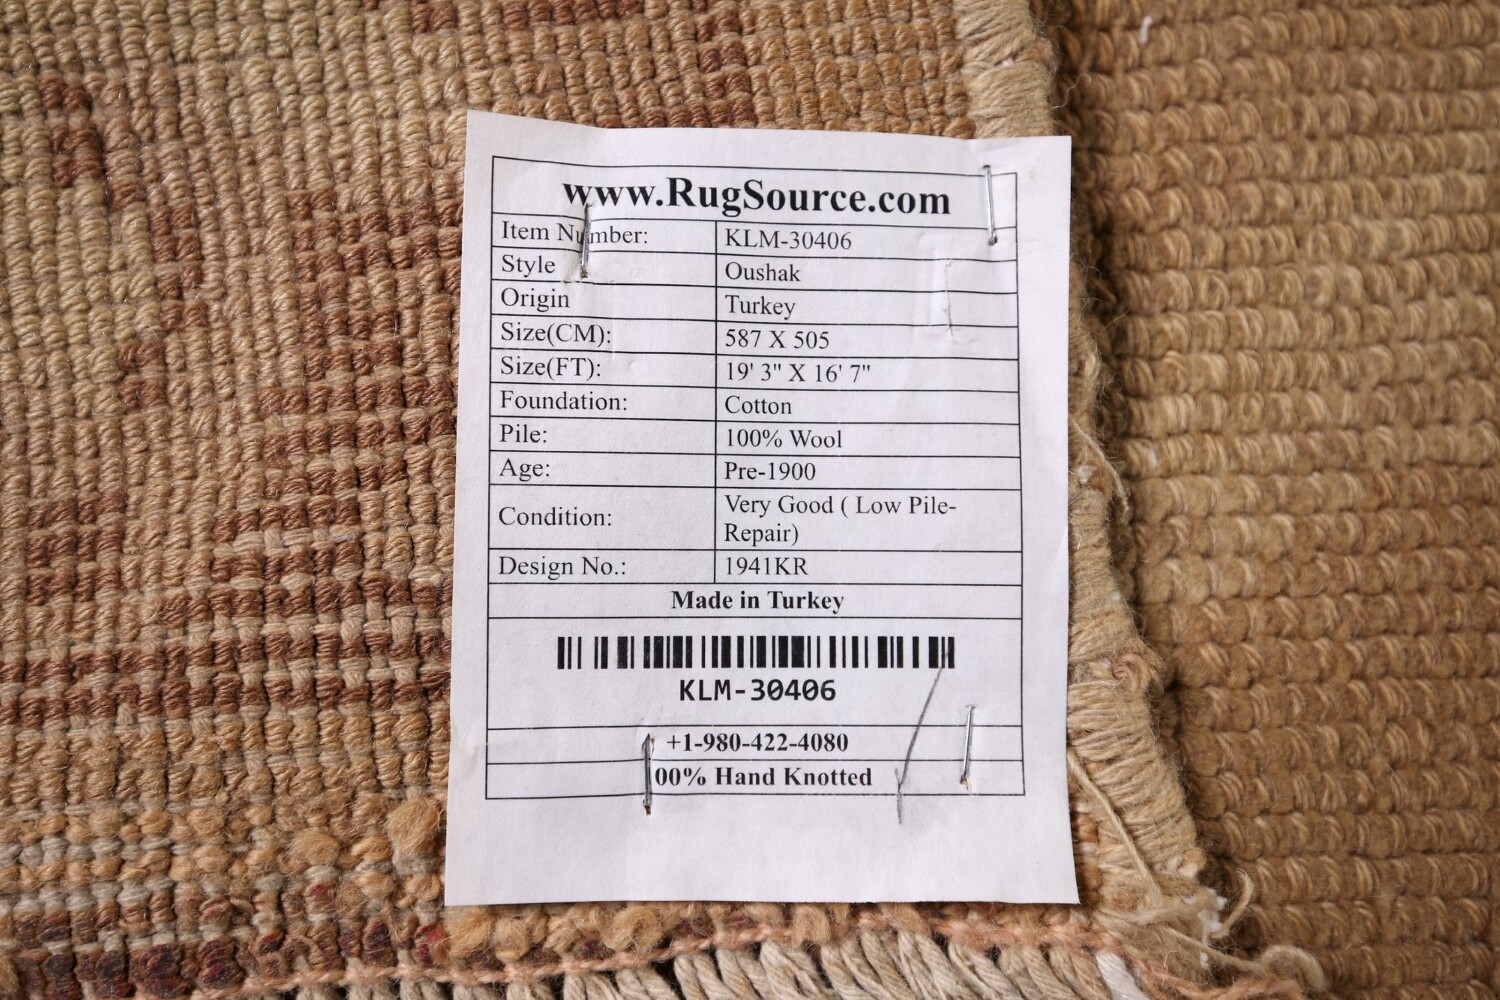 www.RugSource.com
Item Number: KLM-30406
Style Oushak
Origin Turkey
Size(CM): 587 X 505
Size(FT): 19' 3" X 16' 7"
Foundation: Cotton
Pile: 100% Wool
Age: Pre-1900
Condition: Very Good ( Low Pile-
Repair)
Design No.: 1941KR
Made in Turkey
KLM-30406
+1-980-422-4080
00% Hand Knotted